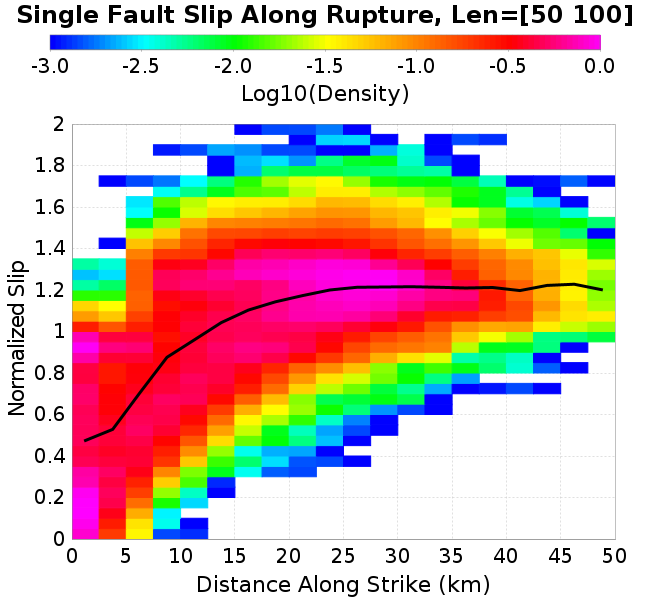 Single Fault Slip Along Rupture, Len=[50 100]
-3.0 -2.5 -2.0 -1.5 -1.0 -0.5 0.0
Log10(Density)
2
1.8
1.6
1.4
1.2
1
0.8
0.6
0.4
0.2
0
Normalized Slip
0 5 10 15 20 25 30 35 40 45 50
Distance Along Strike (km)